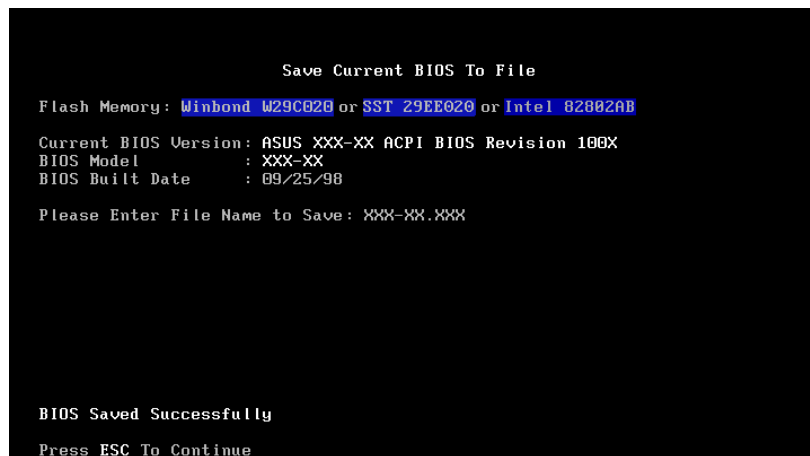 Save Current BIOS To File
Flash Memory: Winbond W29C020 or SST 29EE020 or Intel 82802AB
Current BIOS Version: ASUS XXX-XX ACPI BIOS Revision 100X
BIOS Model : XXX-XX
BIOS Built Date : 09/25/98
Please Enter File Name to Save: XXX-XX.XXX
BIOS Saved Successfully
Press ESC To Continue